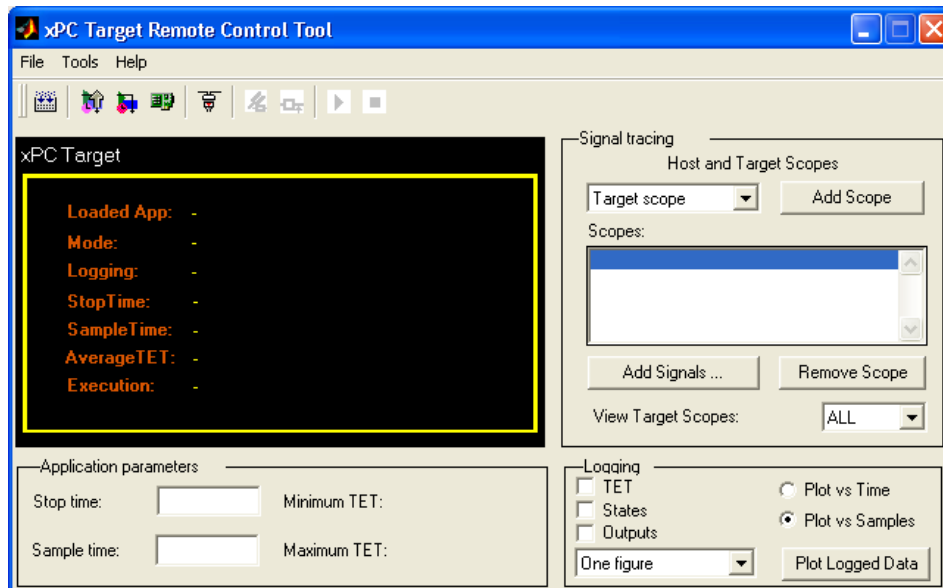 xPC Target Remote Control Tool
File Tools Help
xPC Target
Loaded App: -
Mode: -
Logging: -
StopTime: -
SampleTime: -
AverageTET: -
Execution: -
Signal tracing
Host and Target Scopes
Target scope
Add Scope
Scopes:
Add Signals ...
Remove Scope
View Target Scopes:
ALL
Application parameters
Stop time:
Minimum TET:
Sample time:
Maximum TET:
Logging
TET
States
Outputs
Plot vs Time
Plot vs Samples
One figure
Plot Logged Data